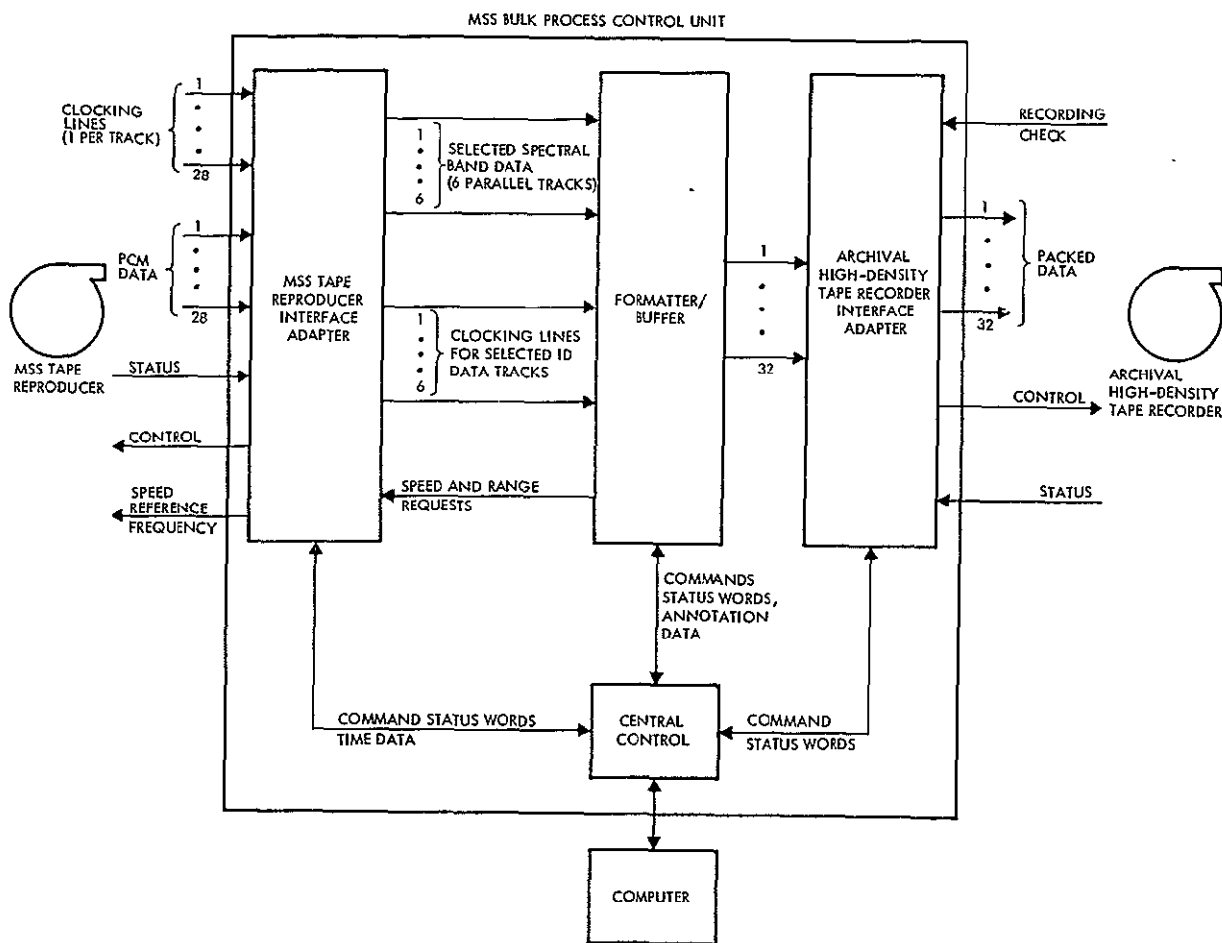 MSS BULK PROCESS CONTROL UNIT
CLOCKING
LINES
(1 PER TRACK)
1
28
PCM
DATA
1
28
MSS TAPE
REPRODUCER
STATUS
CONTROL
SPEED
REFERENCE
FREQUENCY
MSS TAPE
REPRODUCER
INTERFACE
ADAPTER
1
6
SELECTED SPECTRAL
BAND DATA
(6 PARALLEL TRACKS)
1
6
CLOCKING LINES
FOR SELECTED ID
DATA TRACKS
SPEED AND RANGE
REQUESTS
FORMATTER/
BUFFER
1
32
ARCHIVAL
HIGH-DENSITY
TAPE RECORDER
INTERFACE
ADAPTER
RECORDING
CHECK
1
32
PACKED
DATA
ARCHIVAL
HIGH-DENSITY
TAPE RECORDER
CONTROL
STATUS
COMMANDS
STATUS WORDS,
ANNOTATION
DATA
COMMAND STATUS WORDS
TIME DATA
CENTRAL
CONTROL
COMMAND
STATUS WORDS
COMPUTER